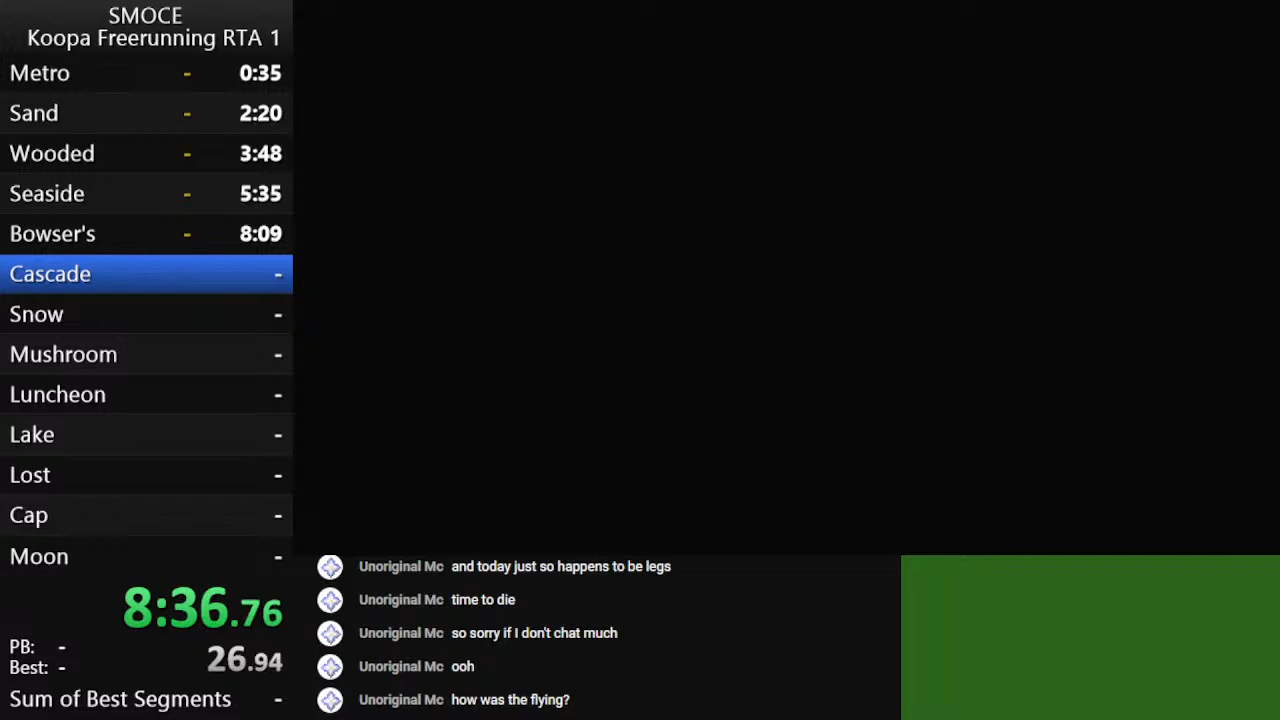 SMOCE
Koopa Freerunning RTA 1
Metro - 0:35
Sand - 2:20
Wooded - 3:48
Seaside - 5:35
Bowser's - 8:09
Cascade -
Snow -
Mushroom -
Luncheon -
Lake -
Lost -
Cap -
Moon -
8:36.76
PB: -
Best: -
26.94
Sum of Best Segments -
Unoriginal Mc and today just so happens to be legs
Unoriginal Mc time to die
Unoriginal Mc so sorry if I don't chat much
Unoriginal Mc ooh
Unoriginal Mc how was the flying?